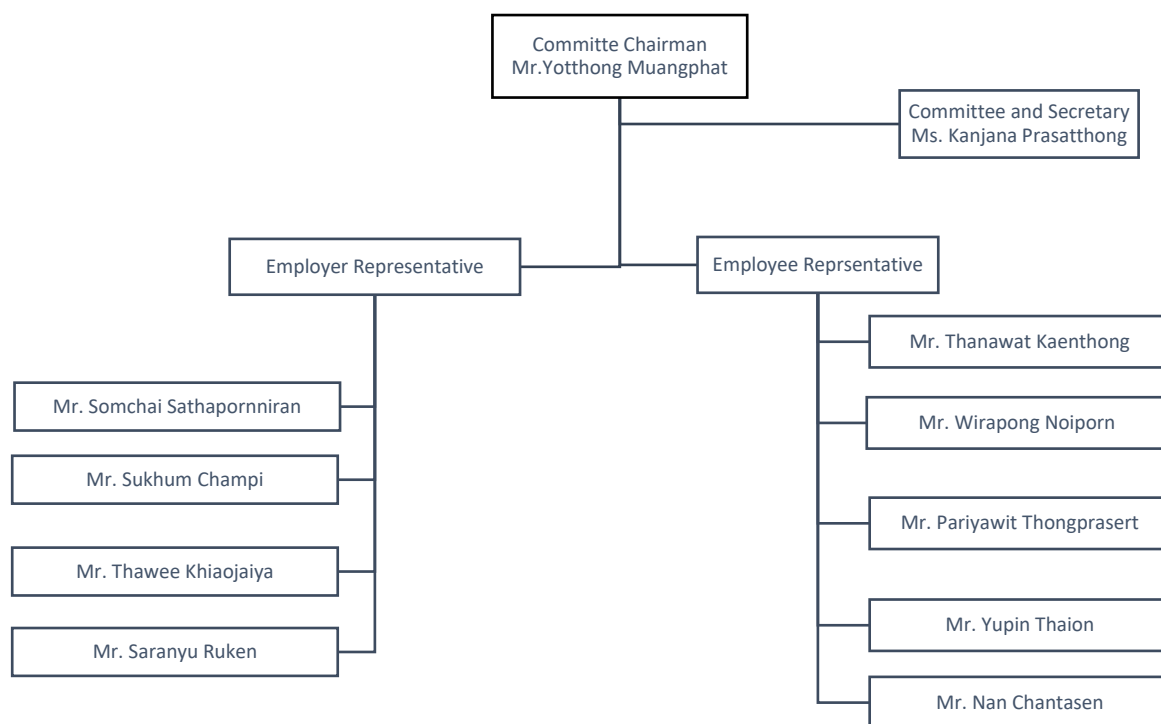 Committe Chairman
Mr.Yotthong Muangphat
Committee and Secretary
Ms. Kanjana Prasatthong
Employer Representative
Employee Reprsentative
Mr. Somchai Sathapornniran
Mr. Sukhum Champi
Mr. Thawee Khiaojaiya
Mr. Saranyu Ruken
Mr. Thanawat Kaenthong
Mr. Wirapong Noiporn
Mr. Pariyawit Thongprasert
Mr. Yupin Thaion
Mr. Nan Chantasen